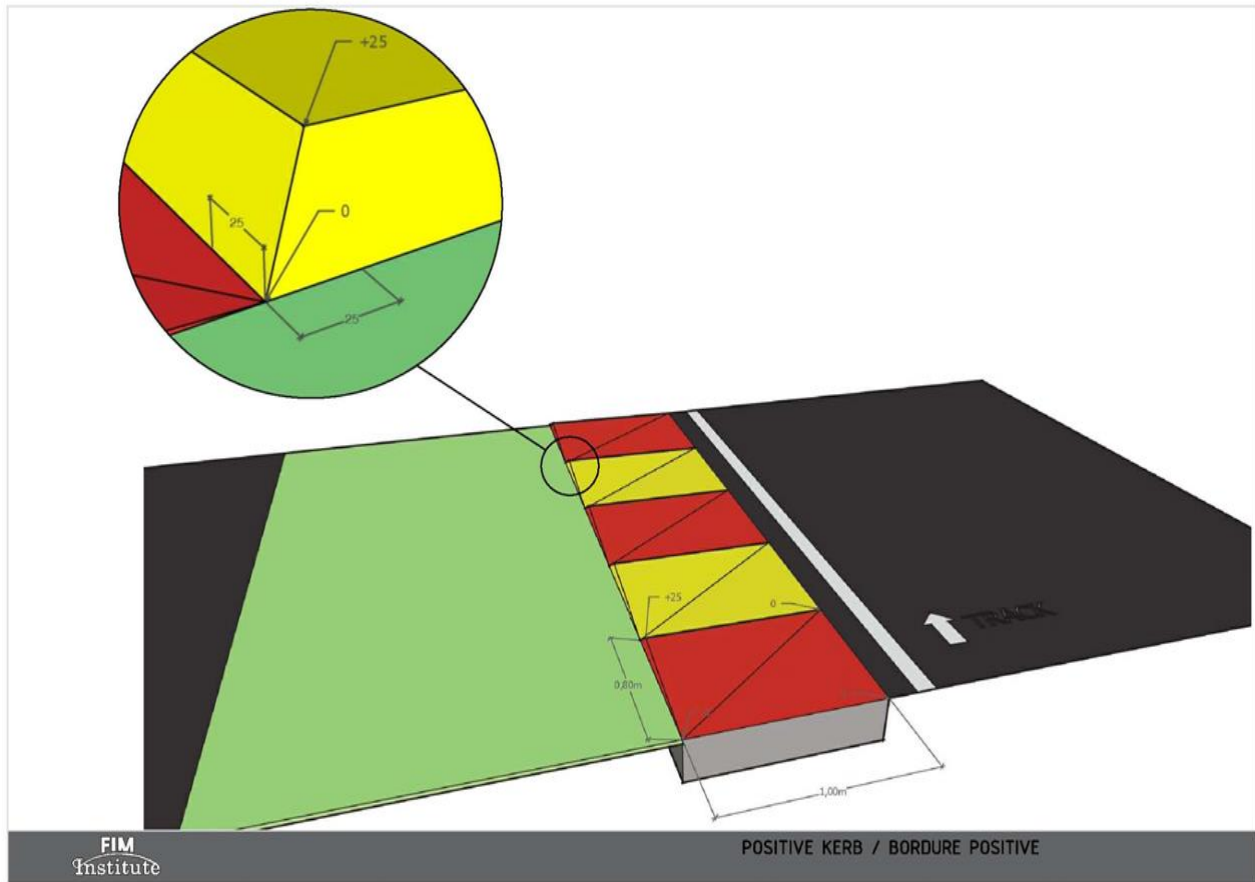 +25
25
0
25
+25
0
TRACK
0,80m
1,00m
FIM
Institute
POSITIVE KERB / BORDURE POSITIVE